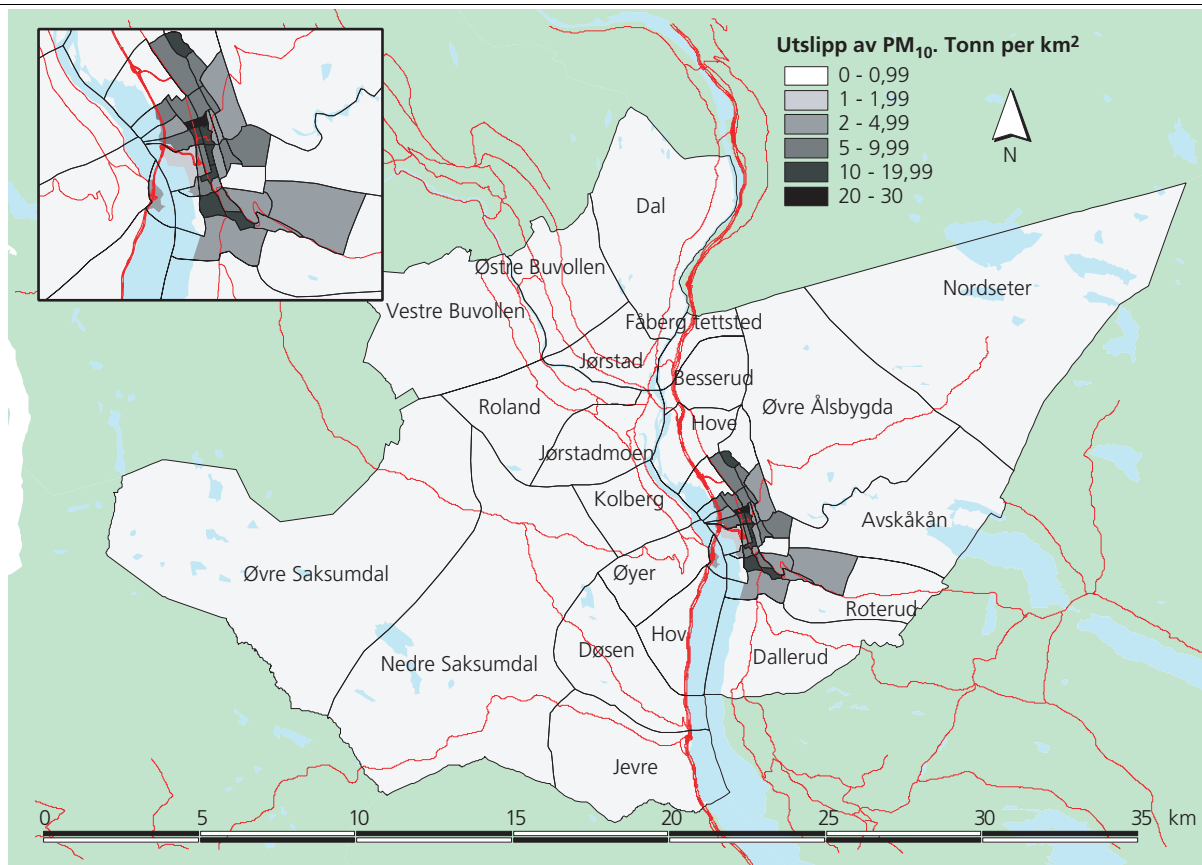 Utslipp av PM10. Tonn per km2
0 - 0,99
1 - 1,99
2 - 4,99
5 - 9,99
10 - 19,99
20 - 30
N
Dal
Østre Buvollen
Nordseter
Vestre Buvollen
Fåberg tettsted
Jørstad
Besserud
Roland
Hove
Øvre Ålsbygda
Jørstadmoen
Kolberg
Avskåkån
Øvre Saksumdal
Øyer
Roterud
Hov
Døsen
Dallerud
Nedre Saksumdal
Jevre
0 5 10 15 20 25 30 35 km